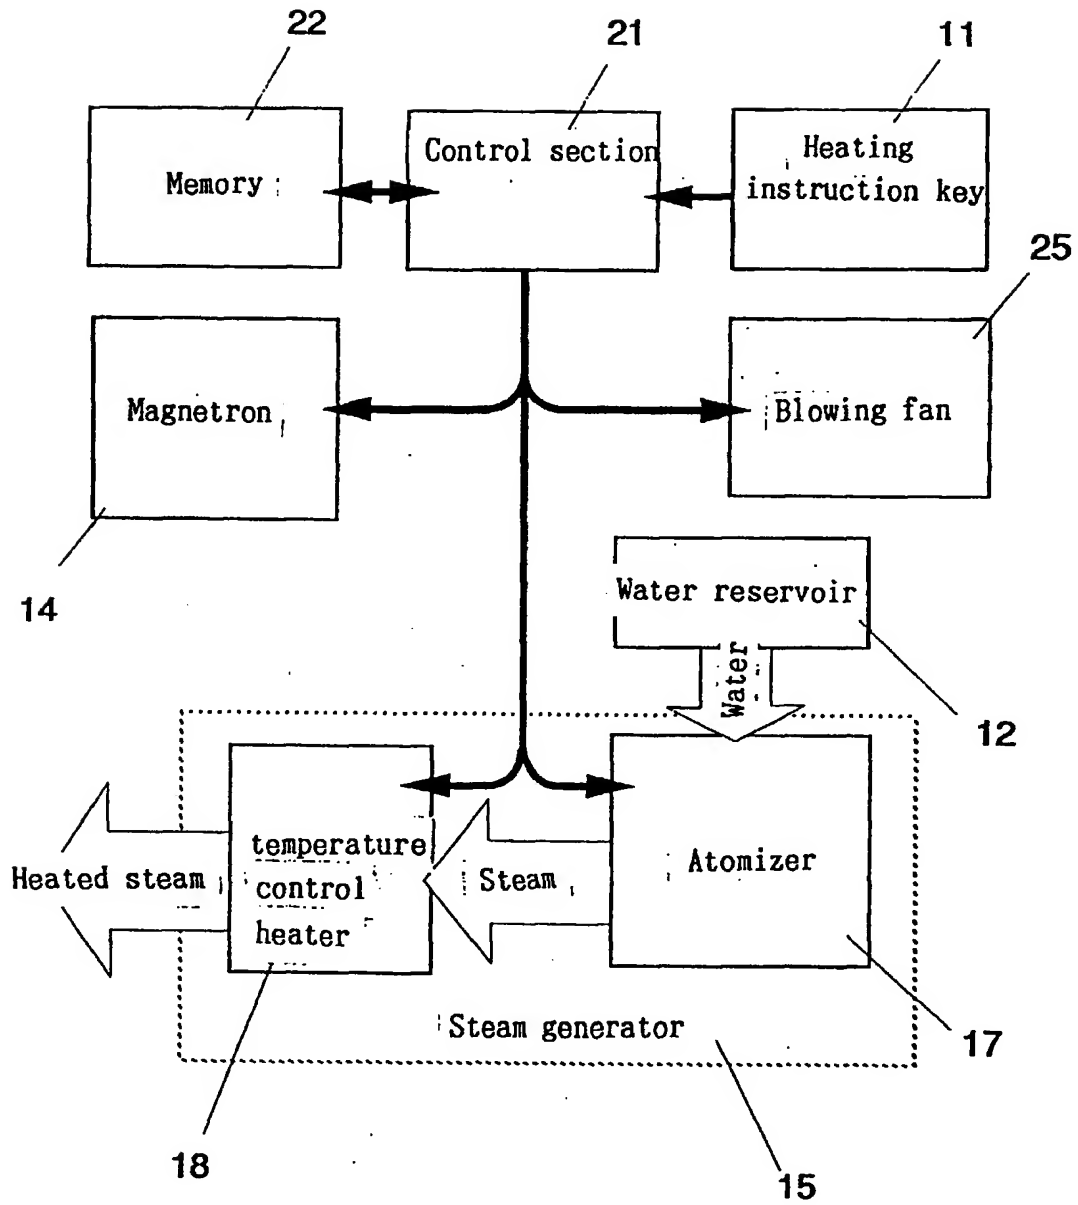 22
21
11
Memory
Control section
Heating
instruction key
25
Magnetron
Blowing fan
14
Water reservoir
Water
12
temperature
control
heater
Heated steam
Steam
Atomizer
Steam generator
17
18
15